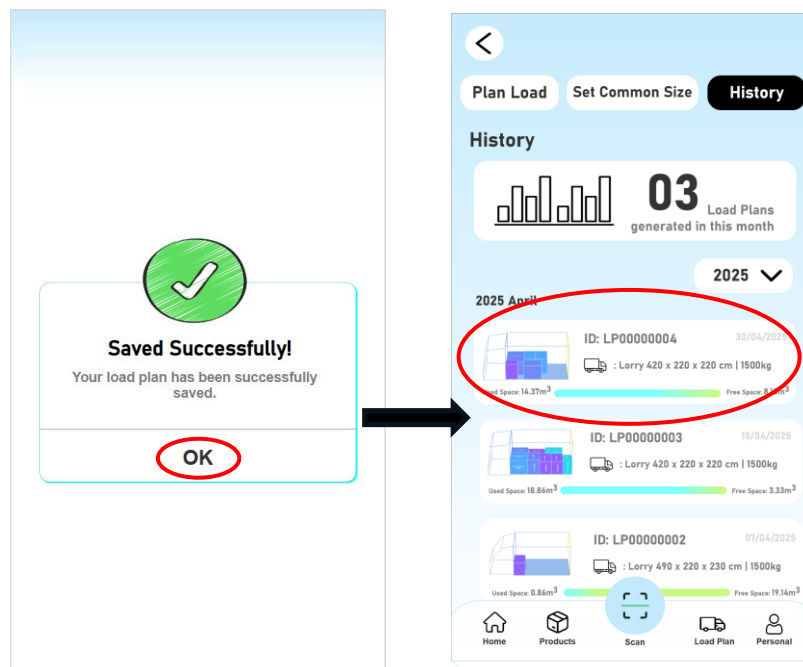 Saved Successfully!
Your load plan has been successfully
saved.
OK
Plan Load
Set Common Size
History
History
03 Load Plans
generated in this month
2025
2025 April
ID: LP00000004
30/04/2025
: Lorry 420 x 220 x 220 cm | 1500kg
Used Space: 14.37m3
Free Space:
ID: LP00000003
15/04/2025
: Lorry 420 x 220 x 220 cm | 1500kg
Used Space: 18.86m3
Free Space: 3.33m3
ID: LP00000002
07/04/2025
: Lorry 490 x 220 x 230 cm | 1500kg
Used Space: 0.86m3
Free Space: 19.14m3
Home
Products
Scan
Load Plan
Personal